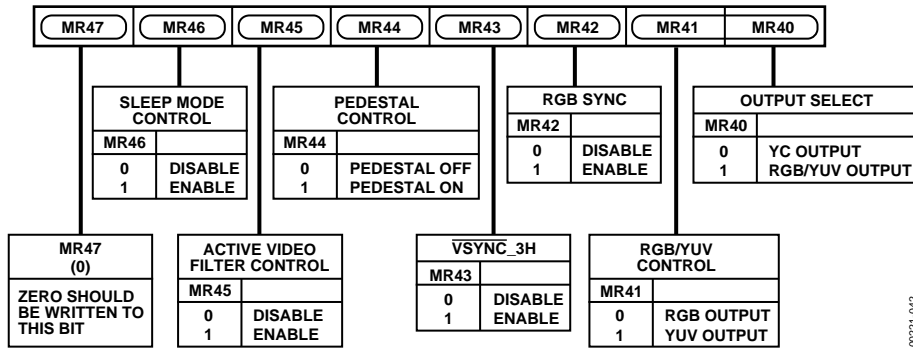 MR47 MR46 MR45 MR44 MR43 MR42 MR41 MR40
SLEEP MODE
CONTROL
MR46
0 DISABLE
1 ENABLE
PEDESTAL
CONTROL
MR44
0 PEDESTAL OFF
1 PEDESTAL ON
RGB SYNC
MR42
0 DISABLE
1 ENABLE
OUTPUT SELECT
MR40
0 YC OUTPUT
1 RGB/YUV OUTPUT
MR47
(0)
ZERO SHOULD
BE WRITTEN TO
THIS BIT
ACTIVE VIDEO
FILTER CONTROL
MR45
0 DISABLE
1 ENABLE
VSYNC_3H
MR43
0 DISABLE
1 ENABLE
RGB/YUV
CONTROL
MR41
0 RGB OUTPUT
1 YUV OUTPUT